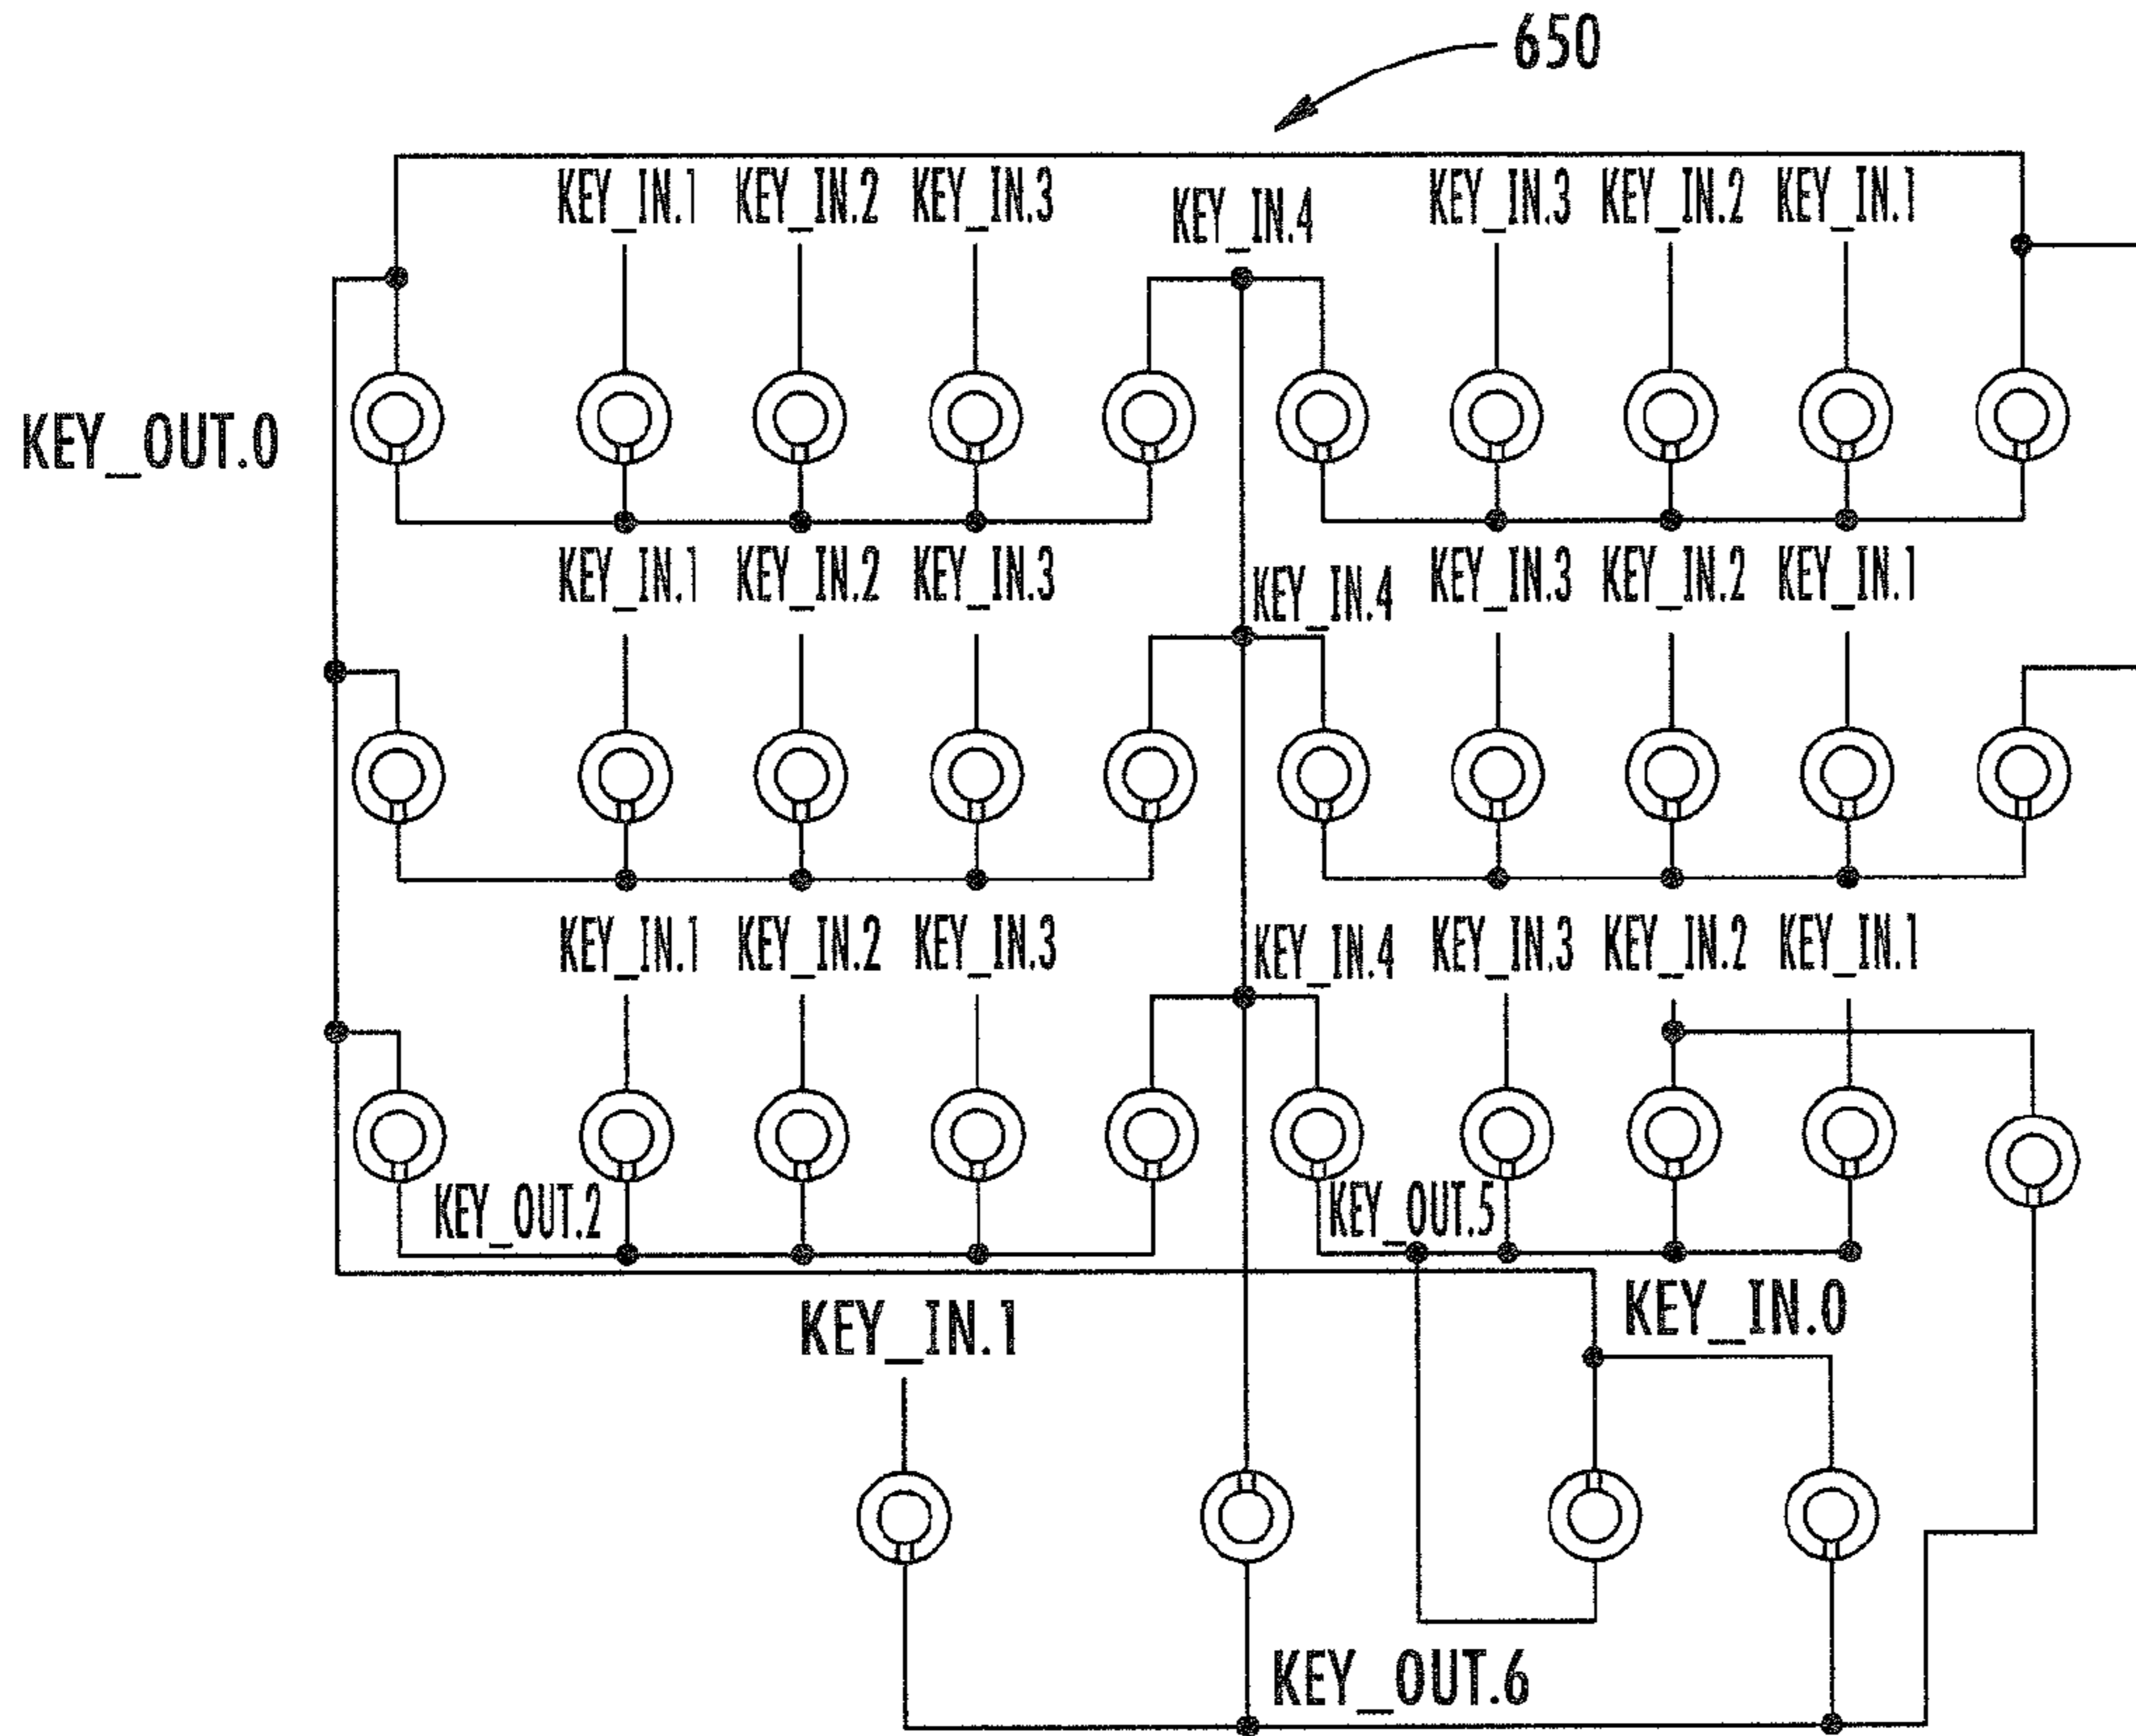 650
KEY_IN.1 KEY_IN.2 KEY_IN.3 KEY_IN.4 KEY_IN.3 KEY_IN.2 KEY_IN.1
KEY_OUT.0
KEY_IN.1 KEY_IN.2 KEY_IN.3 KEY_IN.4 KEY_IN.3 KEY_IN.2 KEY_IN.1
KEY_IN.1 KEY_IN.2 KEY_IN.3 KEY_IN.4 KEY_IN.3 KEY_IN.2 KEY_IN.1
KEY_OUT.2 KEY_OUT.5
KEY_IN.1 KEY_IN.0
KEY_OUT.6